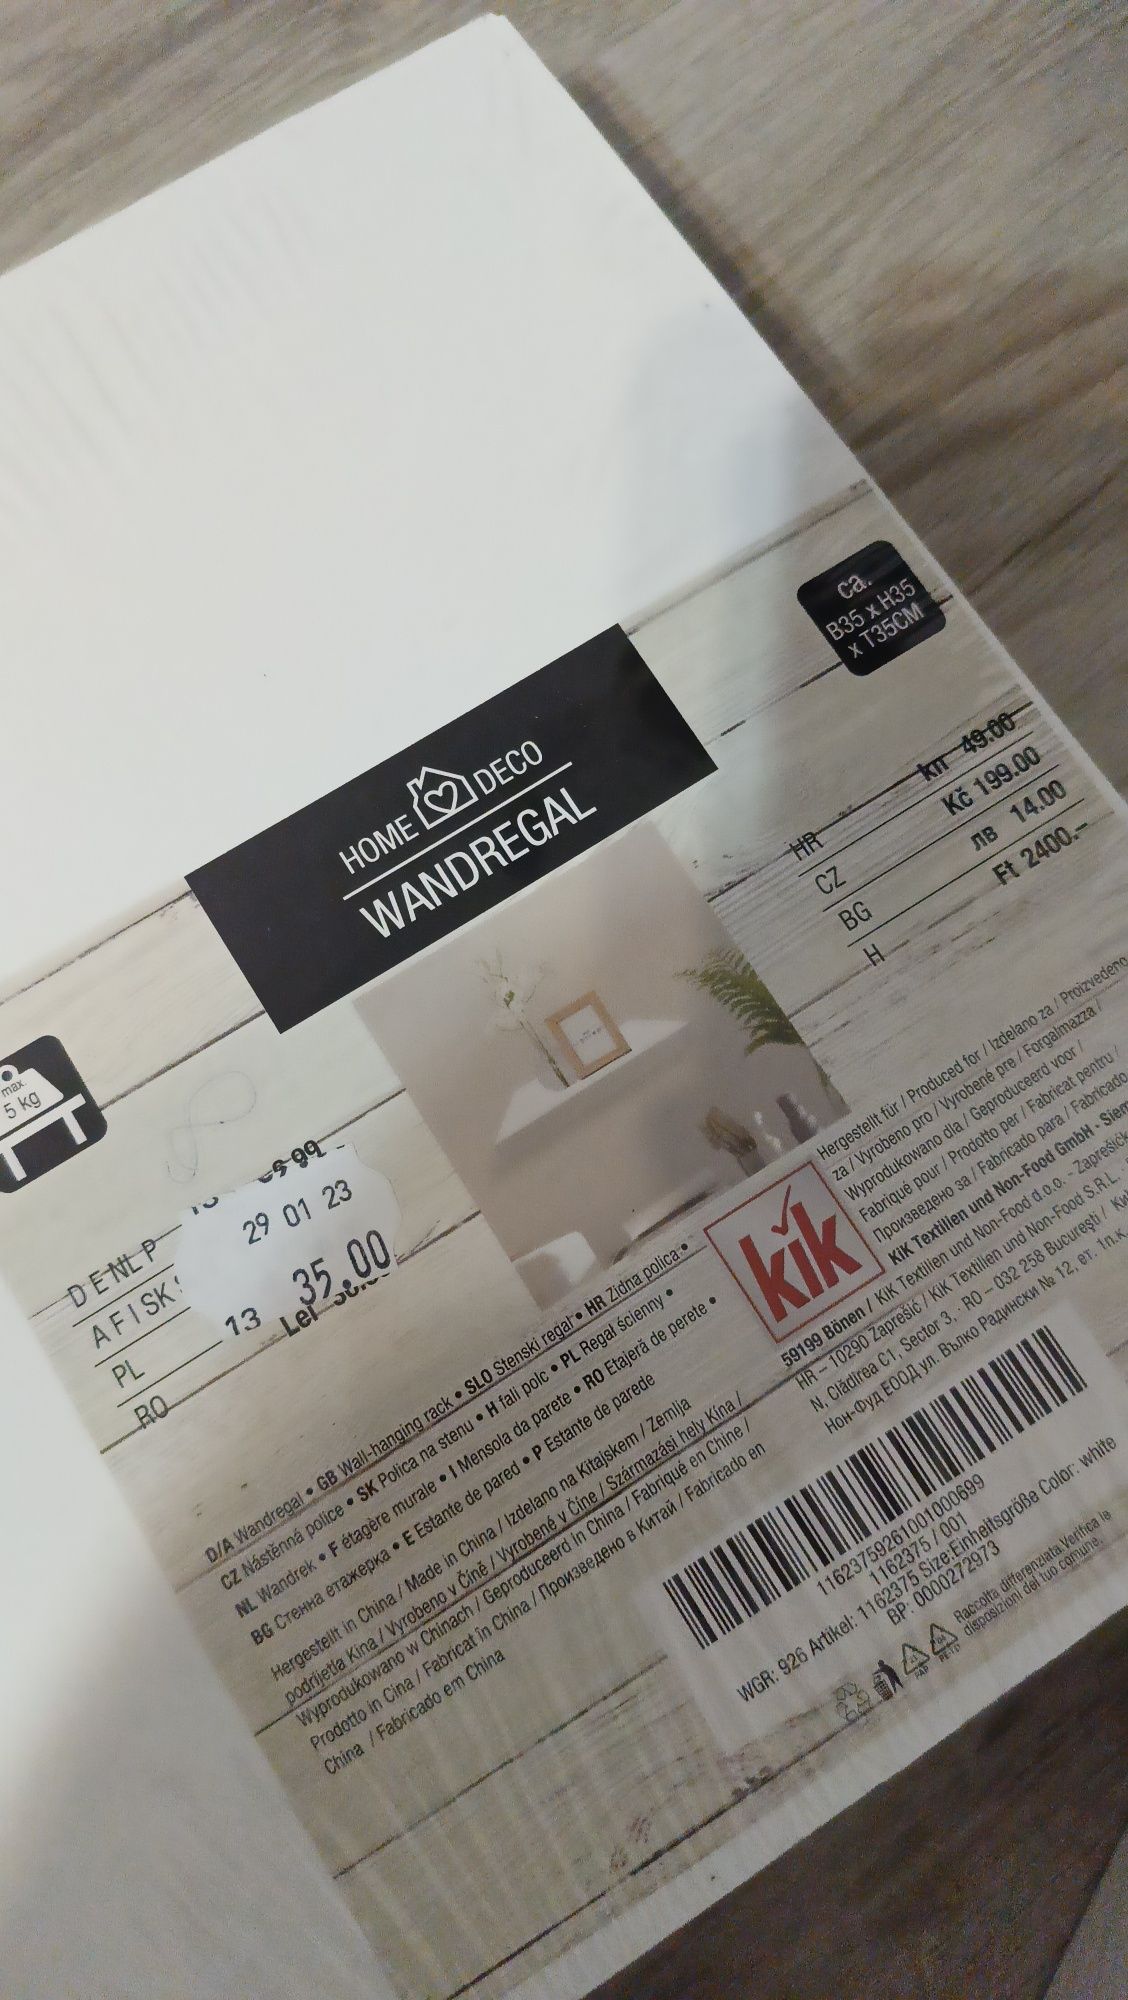 ca.
B35 x H35
x T35CM
HOME DECO
WANDREGAL
HR kn 49.00
CZ Kč 199.00
BG лв 14.00
H Ft 2400.-
max.
5 kg
29 01 23
35,00
13
Lei
PL
RO
D/A Wandregal • GB Wall-hanging rack • SLO Stenski regal • HR Zidna polica •
CZ Nástěnná police • SK Polica na stenu • H fali polc • PL Regał ścienny •
NL Wandrek • F étagère murale • I Mensola da parete • RO Etajeră de perete •
BG Стенна етажерка • E Estante de pared • P Estante de parede
Hergestellt in China / Made in China / Izdelano na Kitajskem / Zemlja
podrijetla Kina / Vyrobeno v Číně / Vyrobené v Číne / Származási hely Kína /
Wyprodukowano w Chinach / Geproduceerd in China / Fabriqué en Chine /
Prodotto in Cina / Fabricat în China / Произведено в Китай / Fabricado en
China / Fabricado em China
Hergestellt für / Produced for / Izdelano za / Proizvedeno
za / Vyrobeno pro / Vyrobené pre / Forgalmazza /
Wyprodukowano dla / Geproduceerd voor /
Fabriqué pour / Prodotto per / Fabricat pentru /
Произведено за / Fabricado para / Fabricado
KiK Textilien und Non-Food GmbH
59199 Bönen / KiK Textilien und Non-Food d.o.o.
HR – 10290 Zaprešić / KiK Textilien und Non-Food S.R.L.
N, Clădirea C1, Sector 3, RO – 032 258 București /
Нон-Фуд ЕООД ул. Вълко Радински № 12, ет. 1
kik
11623759261001000699
1162375 / 001
WGR: 926 Artikel: 1162375 Size:Einheitsgröße Color: white
BP: 0000272973
Raccolta differenziata.Verifica le
disposizioni del tuo comune.
PAP